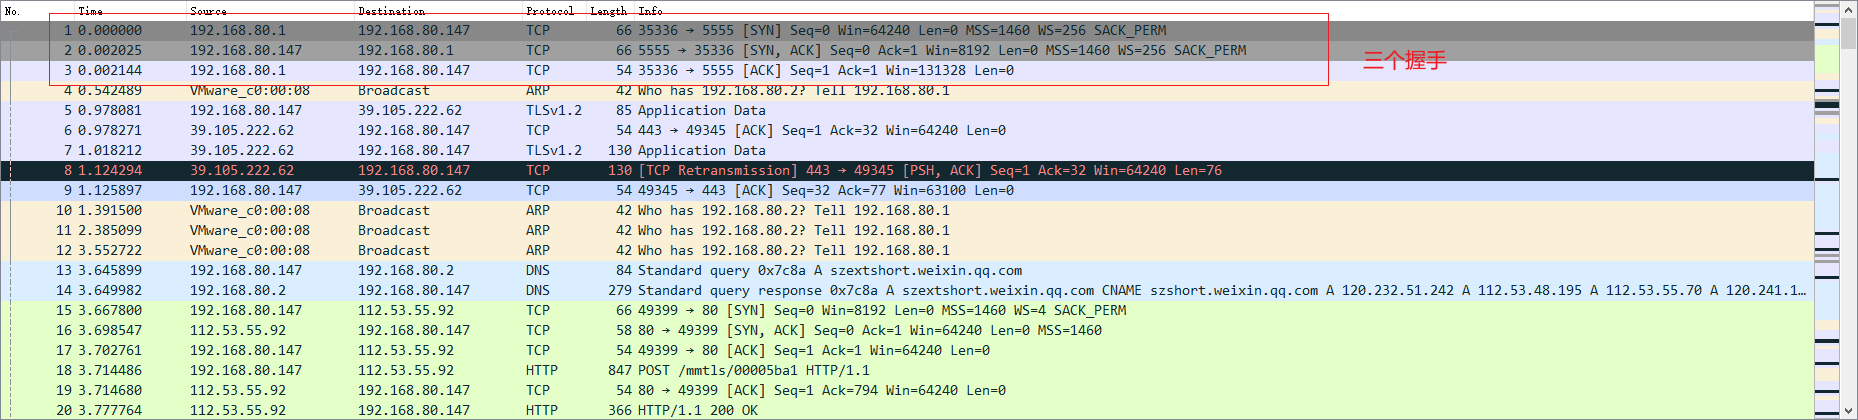 No. Time Source Destination Protocol Length Info
1 0.000000 192.168.80.1 192.168.80.147 TCP 66 35336 → 5555 [SYN] Seq=0 Win=64240 Len=0 MSS=1460 WS=256 SACK_PERM
2 0.002025 192.168.80.147 192.168.80.1 TCP 66 5555 → 35336 [SYN, ACK] Seq=0 Ack=1 Win=8192 Len=0 MSS=1460 WS=256 SACK_PERM
三个握手
3 0.002144 192.168.80.1 192.168.80.147 TCP 54 35336 → 5555 [ACK] Seq=1 Ack=1 Win=131328 Len=0
4 0.542489 VMware_c0:00:08 Broadcast ARP 42 Who has 192.168.80.2? Tell 192.168.80.1
5 0.978081 192.168.80.147 39.105.222.62 TLSv1.2 85 Application Data
6 0.978271 39.105.222.62 192.168.80.147 TCP 54 443 → 49345 [ACK] Seq=1 Ack=32 Win=64240 Len=0
7 1.018212 39.105.222.62 192.168.80.147 TLSv1.2 130 Application Data
8 1.124294 39.105.222.62 192.168.80.147 TCP 130 [TCP Retransmission] 443 → 49345 [PSH, ACK] Seq=1 Ack=32 Win=64240 Len=76
9 1.125897 192.168.80.147 39.105.222.62 TCP 54 49345 → 443 [ACK] Seq=32 Ack=77 Win=63100 Len=0
10 1.391500 VMware_c0:00:08 Broadcast ARP 42 Who has 192.168.80.2? Tell 192.168.80.1
11 2.385099 VMware_c0:00:08 Broadcast ARP 42 Who has 192.168.80.2? Tell 192.168.80.1
12 3.552722 VMware_c0:00:08 Broadcast ARP 42 Who has 192.168.80.2? Tell 192.168.80.1
13 3.645899 192.168.80.147 192.168.80.2 DNS 84 Standard query 0x7c8a A szextshort.weixin.qq.com
14 3.649982 192.168.80.2 192.168.80.147 DNS 279 Standard query response 0x7c8a A szextshort.weixin.qq.com CNAME szshort.weixin.qq.com A 120.232.51.242 A 112.53.48.195 A 112.53.55.70 A 120.241.1…
15 3.667800 192.168.80.147 112.53.55.92 TCP 66 49399 → 80 [SYN] Seq=0 Win=8192 Len=0 MSS=1460 WS=4 SACK_PERM
16 3.698547 112.53.55.92 192.168.80.147 TCP 58 80 → 49399 [SYN, ACK] Seq=0 Ack=1 Win=64240 Len=0 MSS=1460
17 3.702761 192.168.80.147 112.53.55.92 TCP 54 49399 → 80 [ACK] Seq=1 Ack=1 Win=64240 Len=0
18 3.714486 192.168.80.147 112.53.55.92 HTTP 847 POST /mmtls/00005ba1 HTTP/1.1
19 3.714680 112.53.55.92 192.168.80.147 TCP 54 80 → 49399 [ACK] Seq=1 Ack=794 Win=64240 Len=0
20 3.777764 112.53.55.92 192.168.80.147 HTTP 366 HTTP/1.1 200 OK